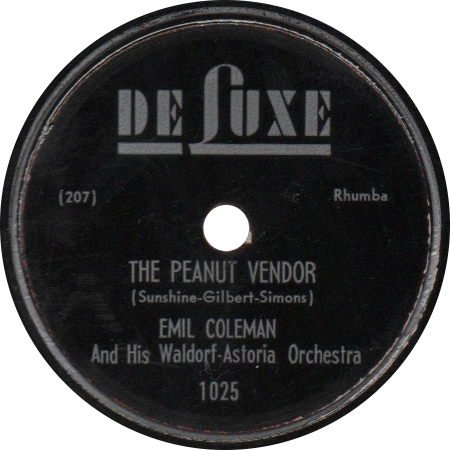 DE LUXE
(207) Rhumba
THE PEANUT VENDOR
(Sunshine-Gilbert-Simons)
EMIL COLEMAN
And His Waldorf-Astoria Orchestra
1025